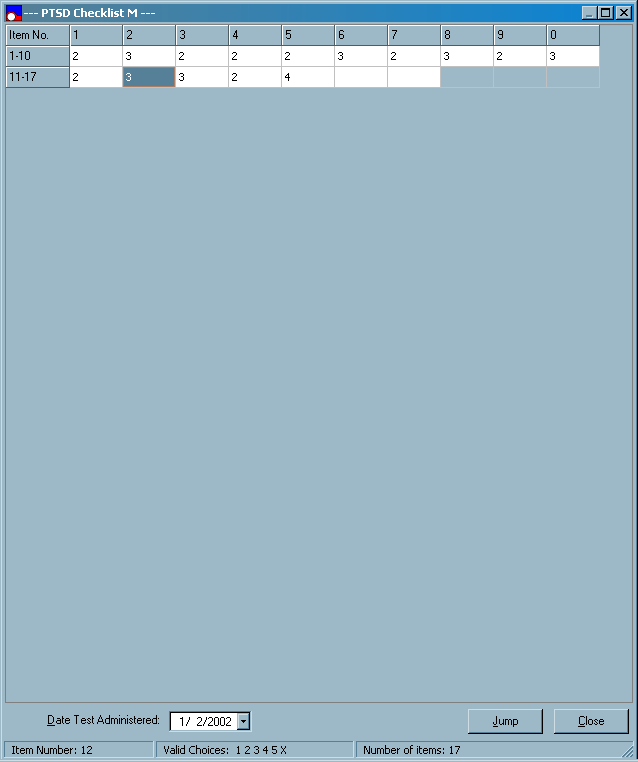 --- PTSD Checklist M ---
Item No. 1 2 3 4 5 6 7 8 9 0
1-10 2 3 2 2 2 3 2 3 2 3
11-17 2 3 3 2 4
Date Test Administered: 1/ 2/2002 Jump Close
Item Number: 12 Valid Choices: 1 2 3 4 5 X Number of items: 17